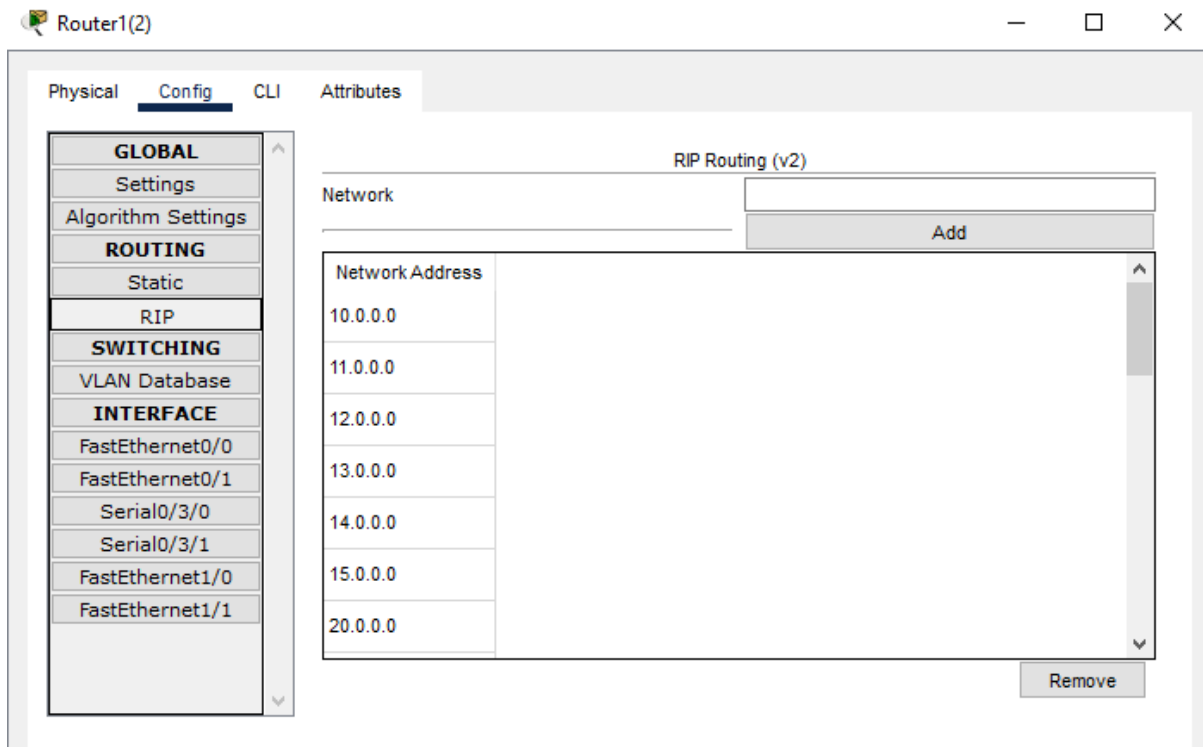 Router1(2)
Physical Config CLI Attributes
GLOBAL
Settings
Algorithm Settings
ROUTING
Static
RIP
SWITCHING
VLAN Database
INTERFACE
FastEthernet0/0
FastEthernet0/1
Serial0/3/0
Serial0/3/1
FastEthernet1/0
FastEthernet1/1
RIP Routing (v2)
Network
Add
Network Address
10.0.0.0
11.0.0.0
12.0.0.0
13.0.0.0
14.0.0.0
15.0.0.0
20.0.0.0
Remove